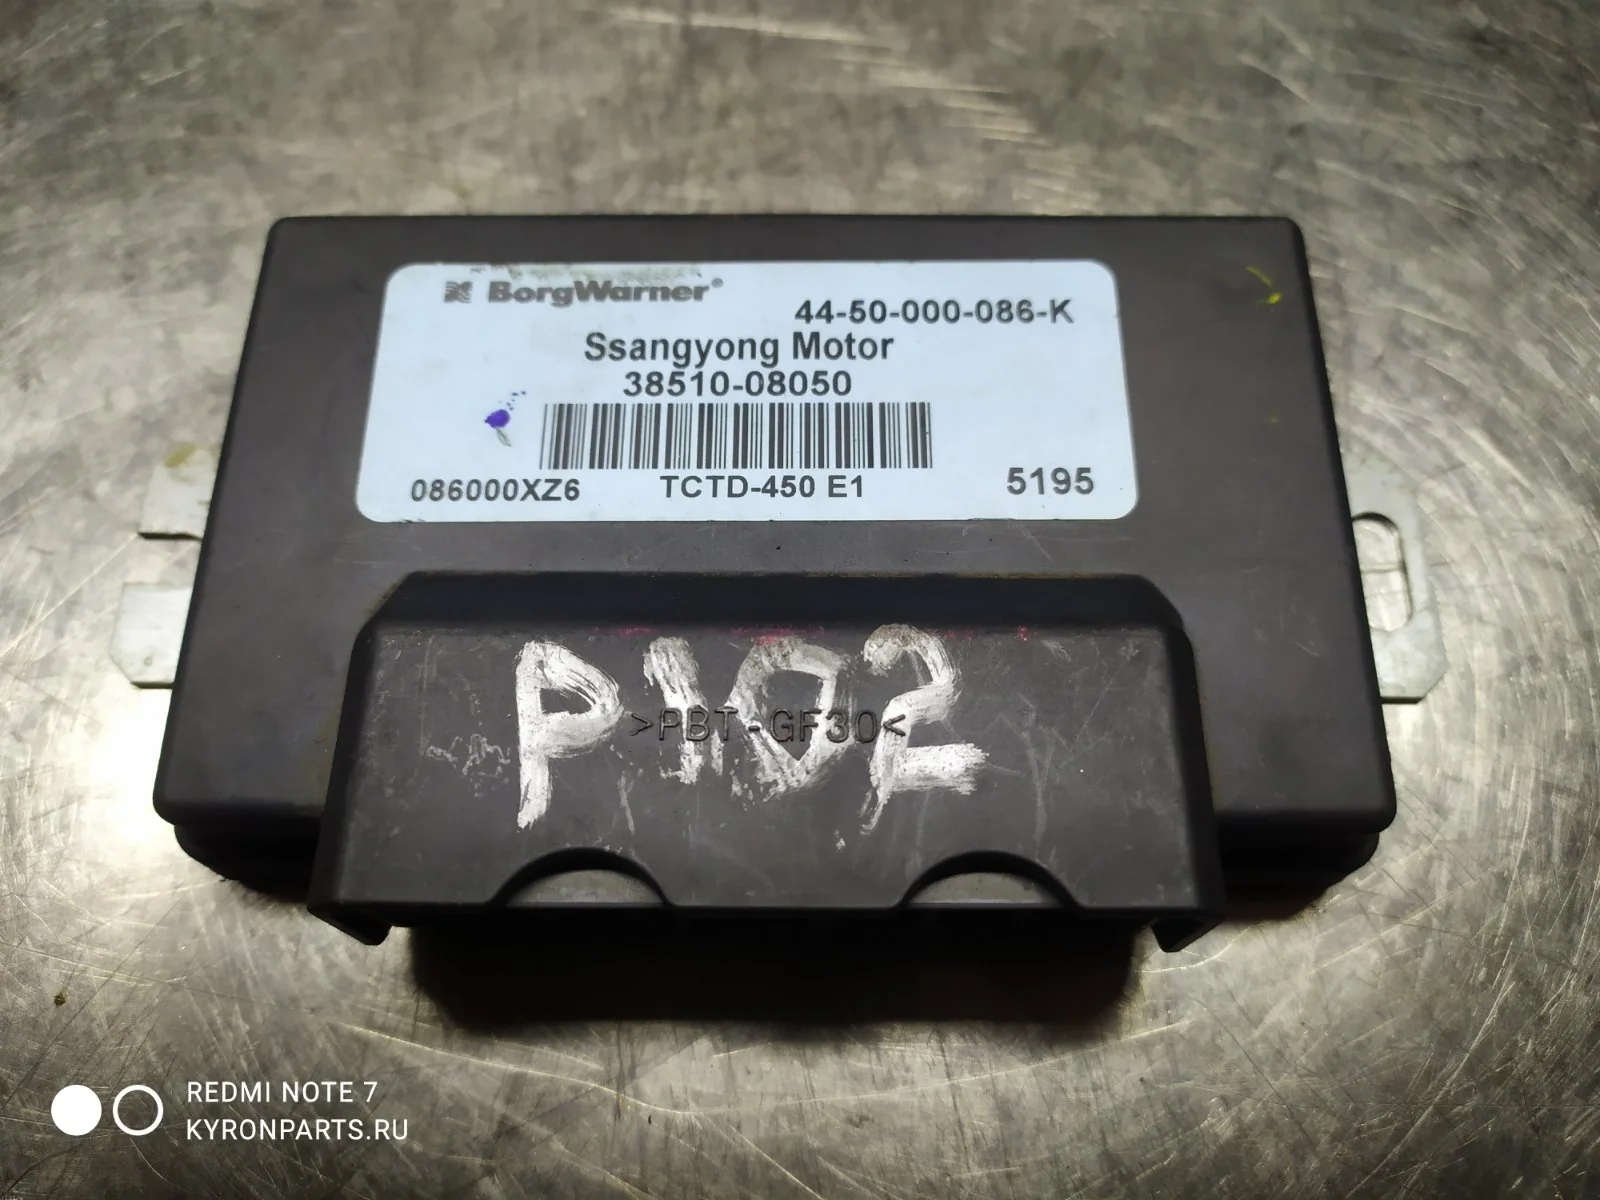 BorgWarner®
44-50-000-086-K
Ssangyong Motor
38510-08050
086000XZ6 TCTD-450 E1 5195
P102
>PBT-GF30<
REDMI NOTE 7
KYRONPARTS.RU